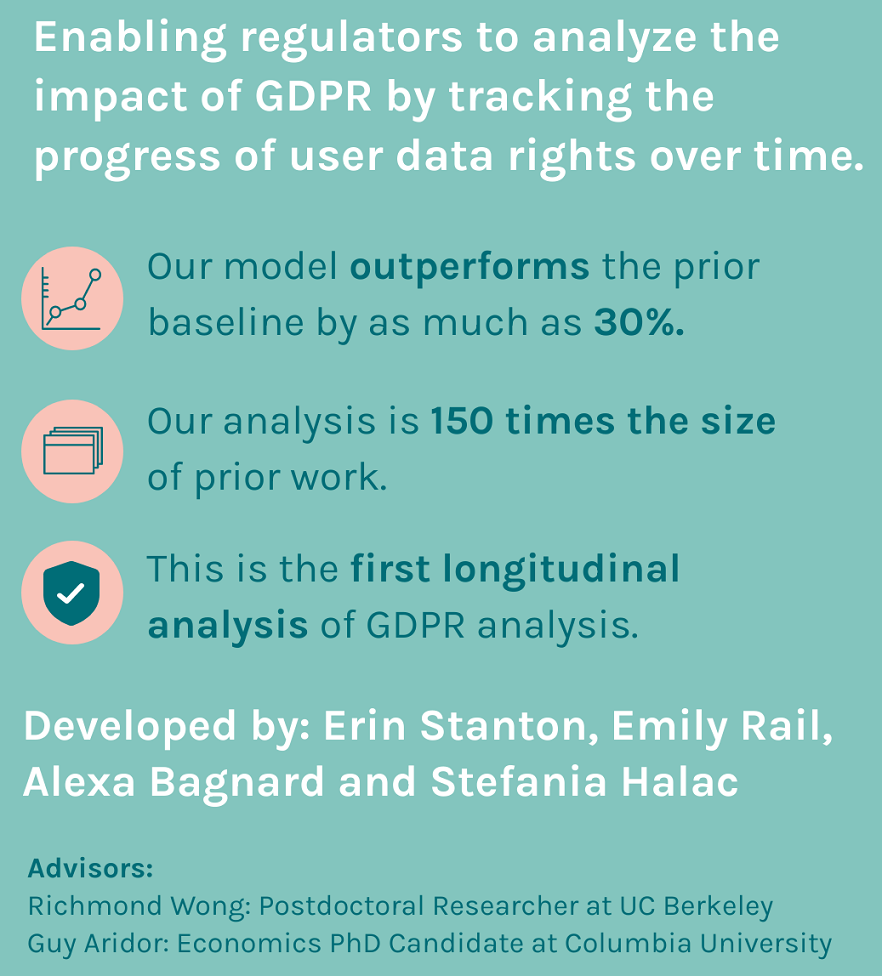 Enabling regulators to analyze the
impact of GDPR by tracking the
progress of user data rights over time.
Our model outperforms the prior
baseline by as much as 30%.
Our analysis is 150 times the size
of prior work.
This is the first longitudinal
analysis of GDPR analysis.
Developed by: Erin Stanton, Emily Rail,
Alexa Bagnard and Stefania Halac
Advisors:
Richmond Wong: Postdoctoral Researcher at UC Berkeley
Guy Aridor: Economics PhD Candidate at Columbia University